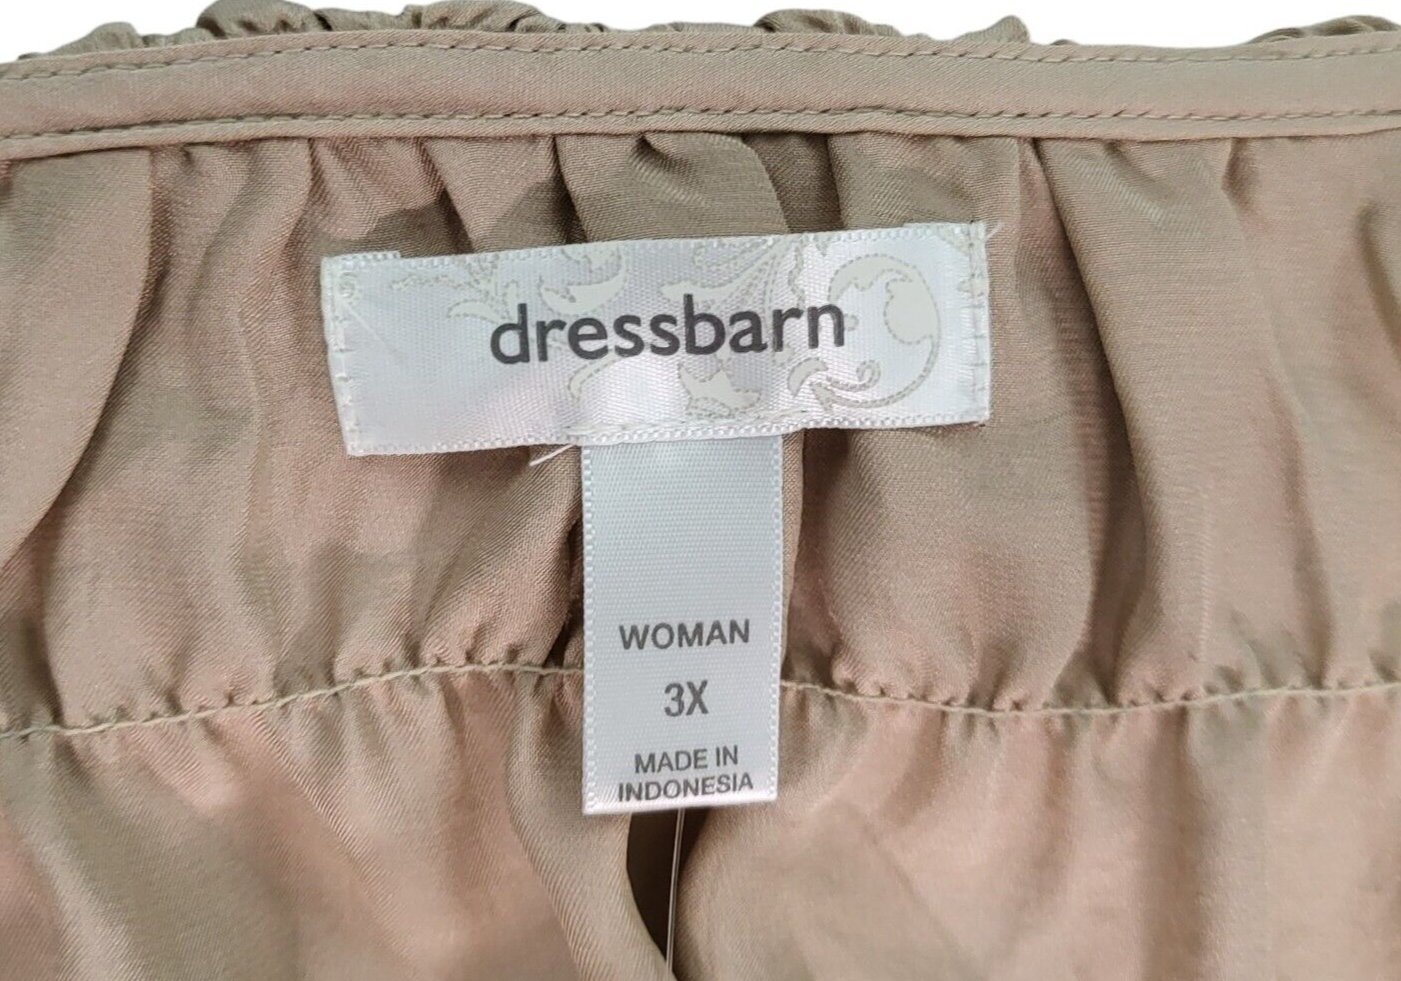 dressbarn
WOMAN
3X
MADE IN
INDONESIA